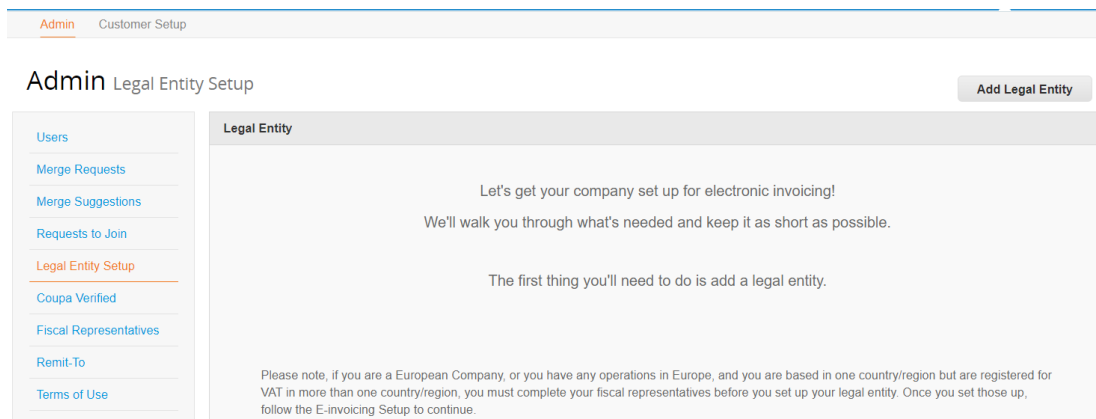 Admin Customer Setup
Admin Legal Entity Setup
Add Legal Entity
Users
Merge Requests
Merge Suggestions
Requests to Join
Legal Entity Setup
Coupa Verified
Fiscal Representatives
Remit-To
Terms of Use
Legal Entity
Let's get your company set up for electronic invoicing!
We'll walk you through what's needed and keep it as short as possible.
The first thing you'll need to do is add a legal entity.
Please note, if you are a European Company, or you have any operations in Europe, and you are based in one country/region but are registered for
VAT in more than one country/region, you must complete your fiscal representatives before you set up your legal entity. Once you set those up,
follow the E-invoicing Setup to continue.